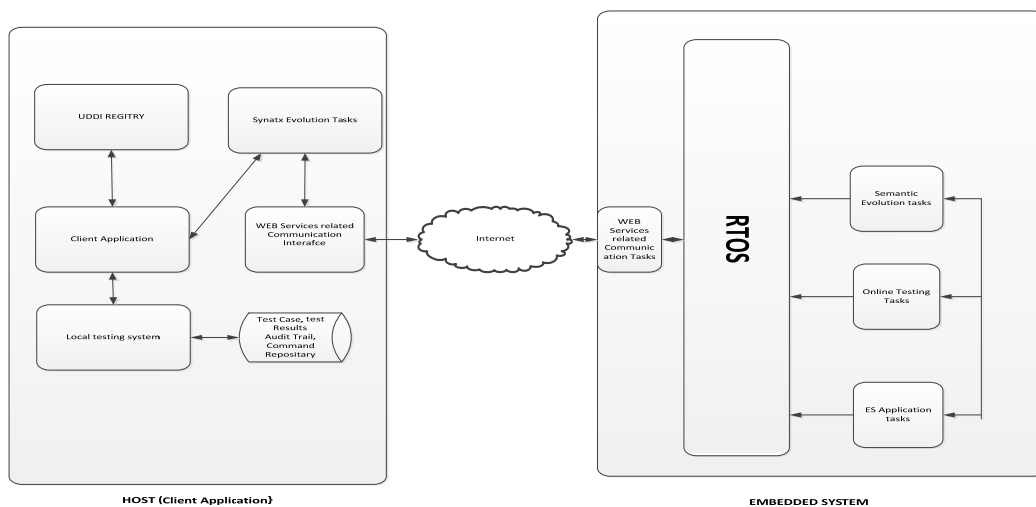 UDDI REGITRY
Synatx Evolution Tasks
Client Application
WEB Services related
Communication
Interafce
Local testing system
Test Case, test
Results
Audit Trail,
Command
Repositary
HOST (Client Application}
Internet
WEB
Services
related
Communic
ation Tasks
RTOS
Semantic
Evolution tasks
Online Testing
Tasks
ES Application
tasks
EMBEDDED SYSTEM